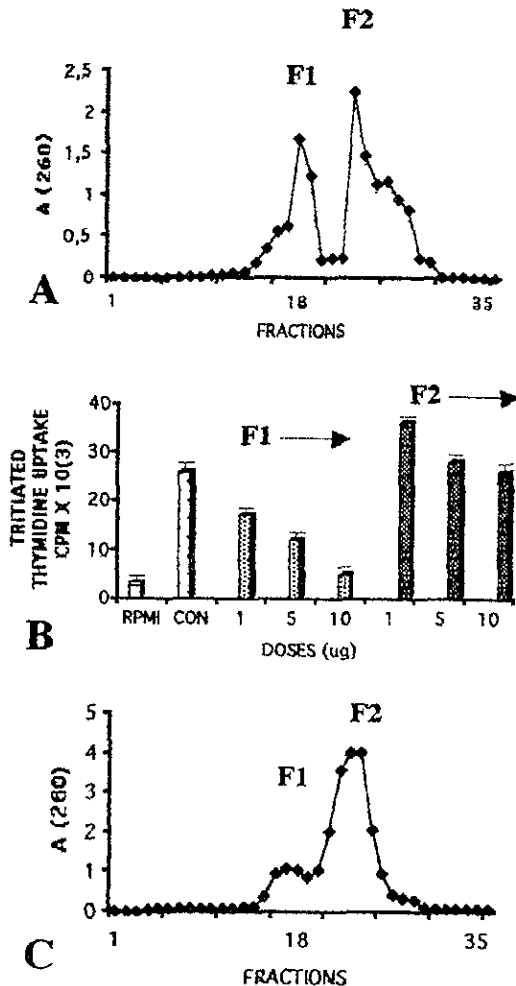 F1 F2
A (260)
2,5
2
1,5
1
0,5
0
1 18 35
FRACTIONS
A
TRITIATED
THYMIDINE UPTAKE
CPM X 10(3)
40
30
20
10
0
F1 F2
RPMI CON 1 5 10 1 5 10
DOSES (ug)
B
A (260)
5
4
3
2
1
0
F1 F2
1 18 35
FRACTIONS
C